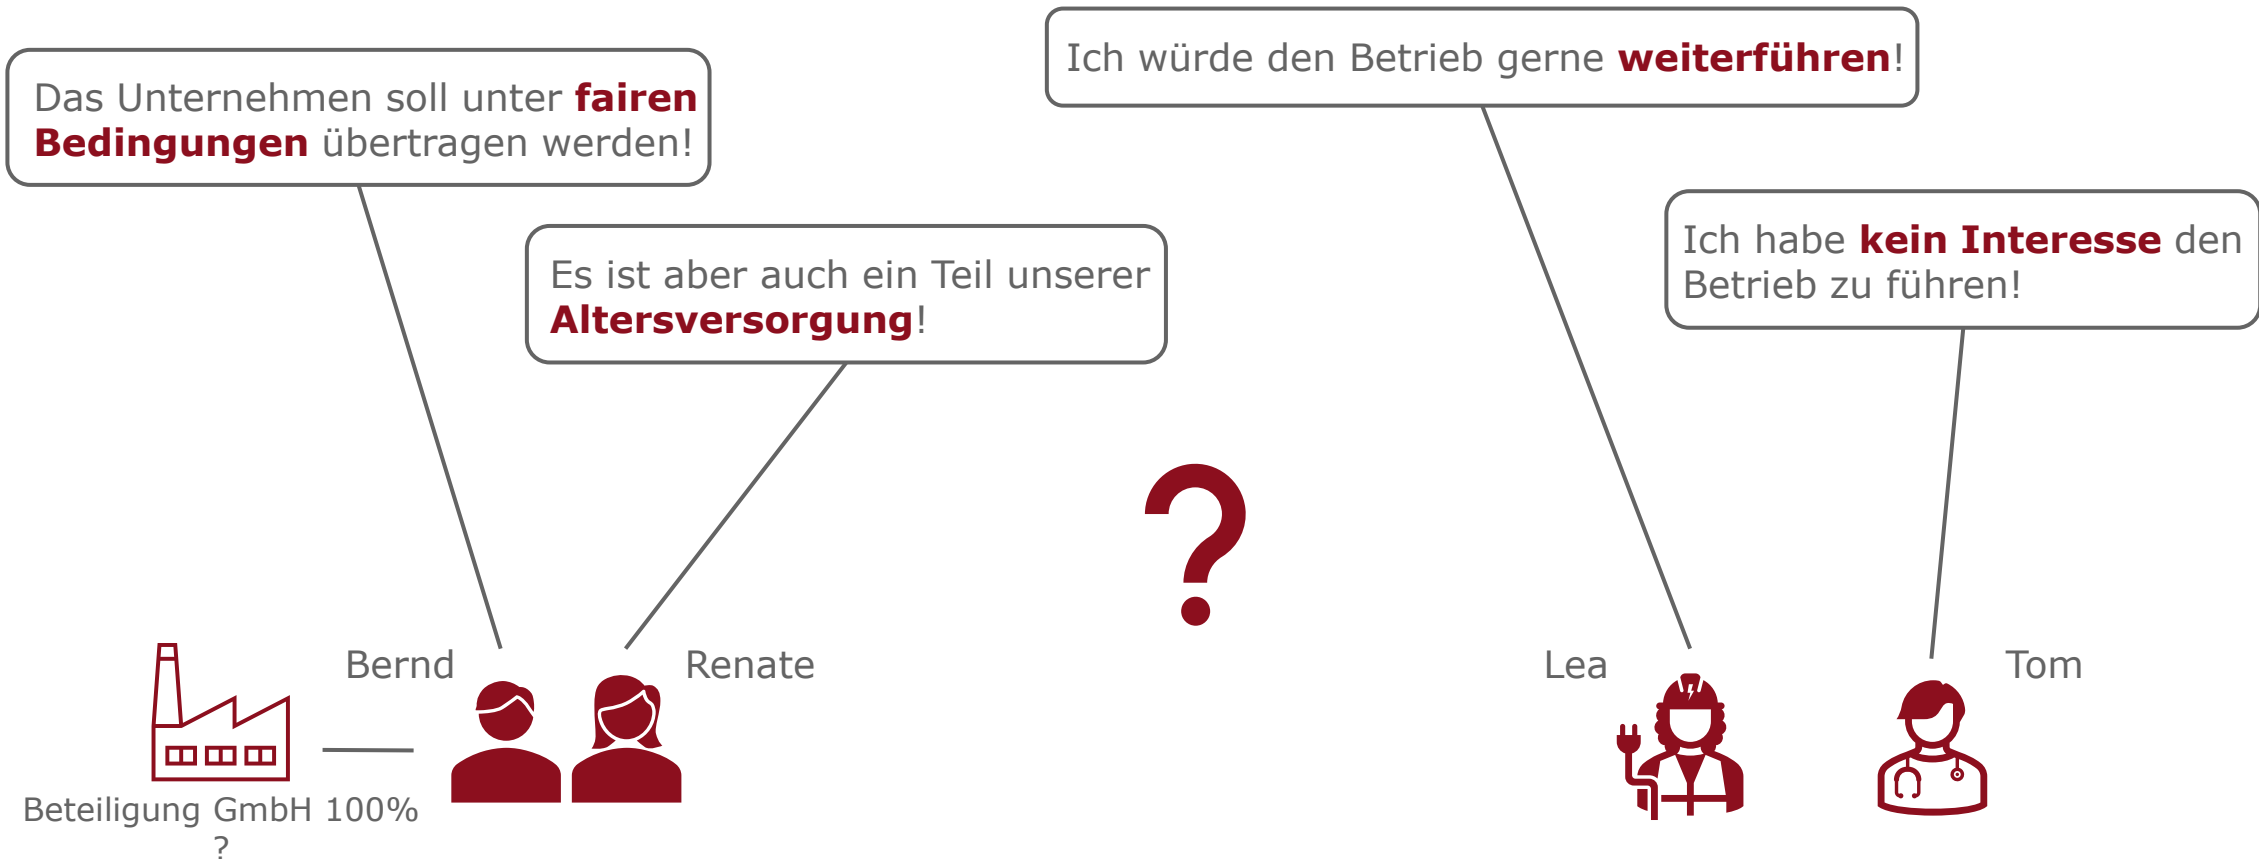 Ich würde den Betrieb gerne weiterführen!
Das Unternehmen soll unter fairen
Bedingungen übertragen werden!
Ich habe kein Interesse den
Betrieb zu führen!
Es ist aber auch ein Teil unserer
Altersversorgung!
?
Bernd
Renate
Lea
Tom
Beteiligung GmbH 100%
?